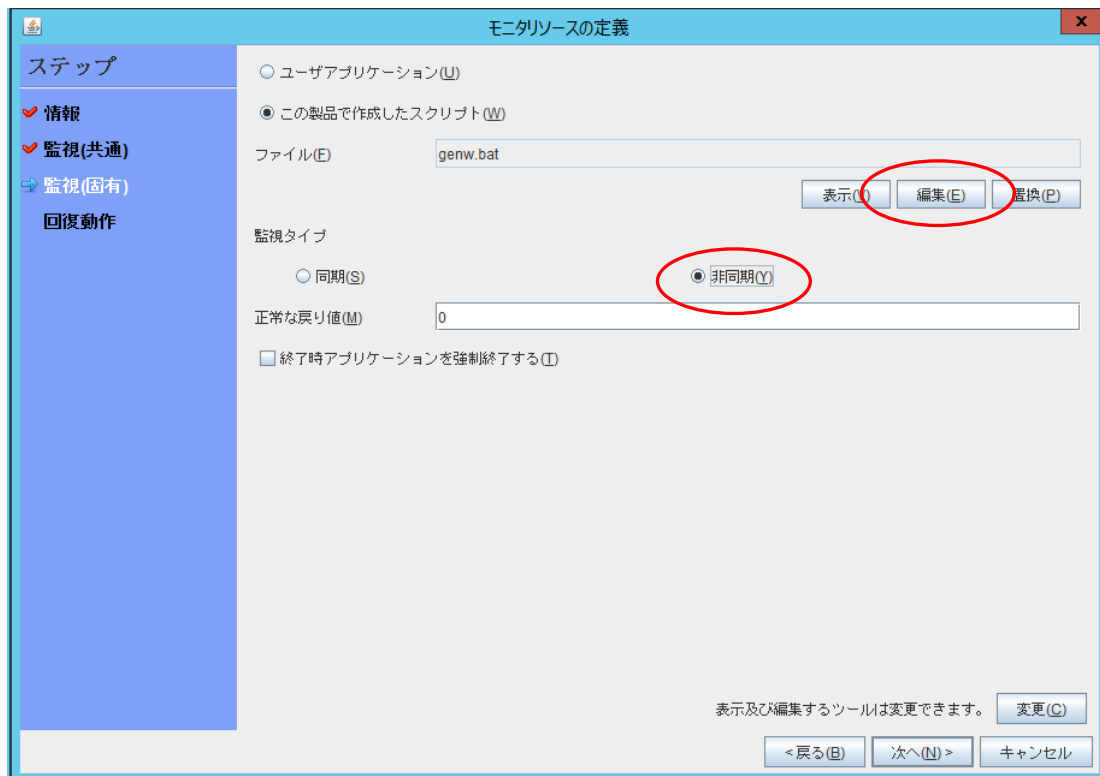 モニタリソースの定義
x
ステップ
情報
監視(共通)
監視(固有)
回復動作
ユーザアプリケーション(U)
この製品で作成したスクリプト(W)
ファイル(F)
genw.bat
表示(V) 編集(E) 置換(P)
監視タイプ
同期(S) 非同期(Y)
正常な戻り値(M)
0
終了時アプリケーションを強制終了する(T)
表示及び編集するツールは変更できます。 変更(C)
<戻る(B) 次へ(N)> キャンセル